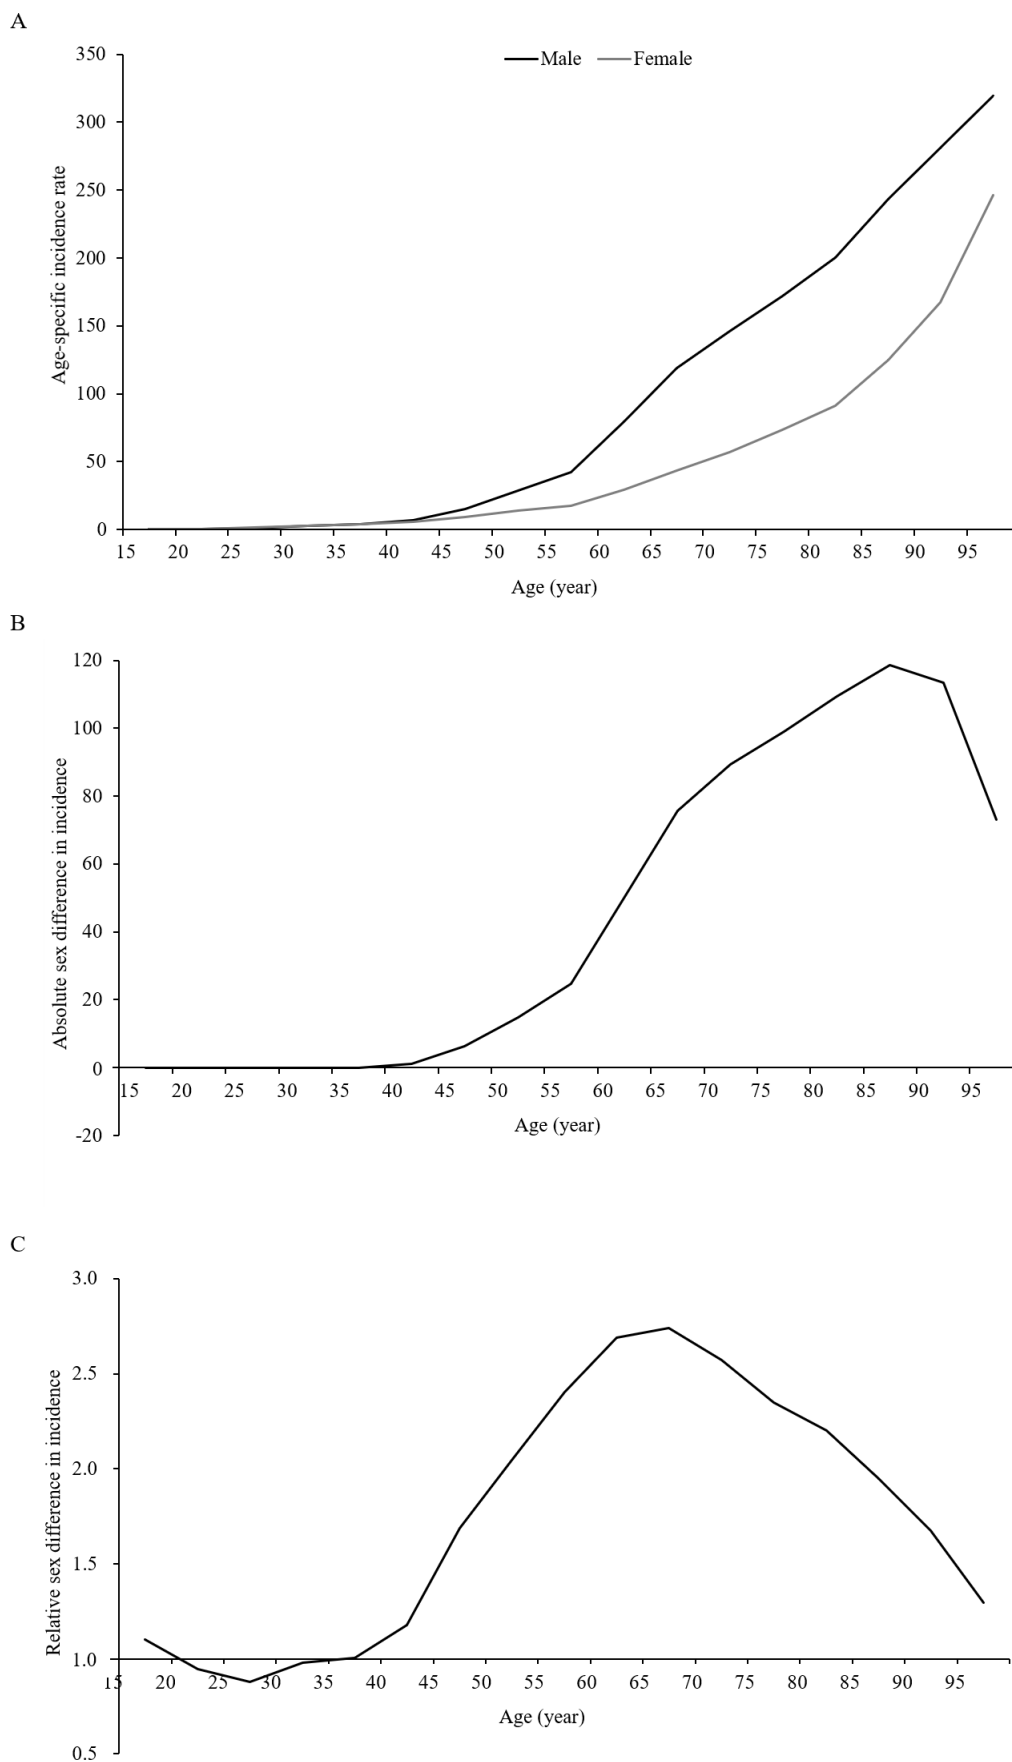 A
350
Male Female
300
250
200
150
100
50
0
Age-specific incidence rate
15 20 25 30 35 40 45 50 55 60 65 70 75 80 85 90 95
Age (year)
B
120
100
80
60
40
20
0
-20
Absolute sex difference in incidence
15 20 25 30 35 40 45 50 55 60 65 70 75 80 85 90 95
Age (year)
C
3.0
2.5
2.0
1.5
1.0
0.5
Relative sex difference in incidence
15 20 25 30 35 40 45 50 55 60 65 70 75 80 85 90 95
Age (year)